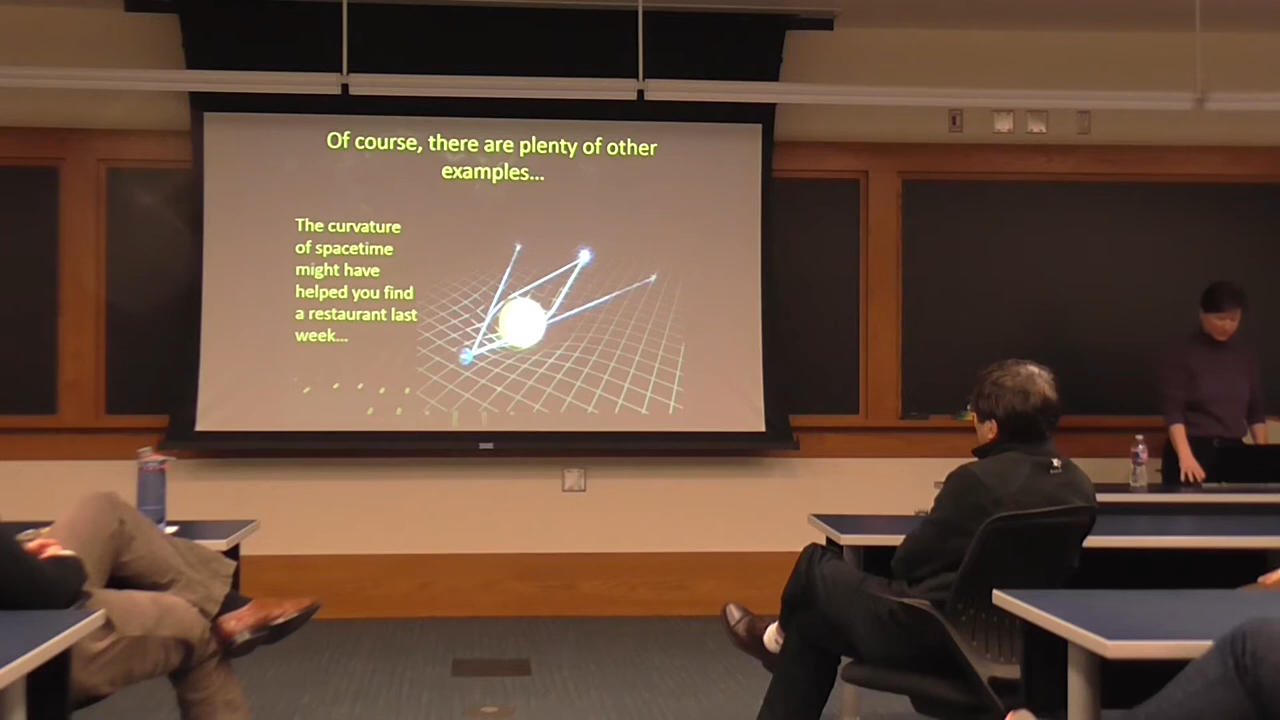 Of course, there are plenty of other
examples...
The curvature
of spacetime
might have
helped you find
a restaurant last
week...